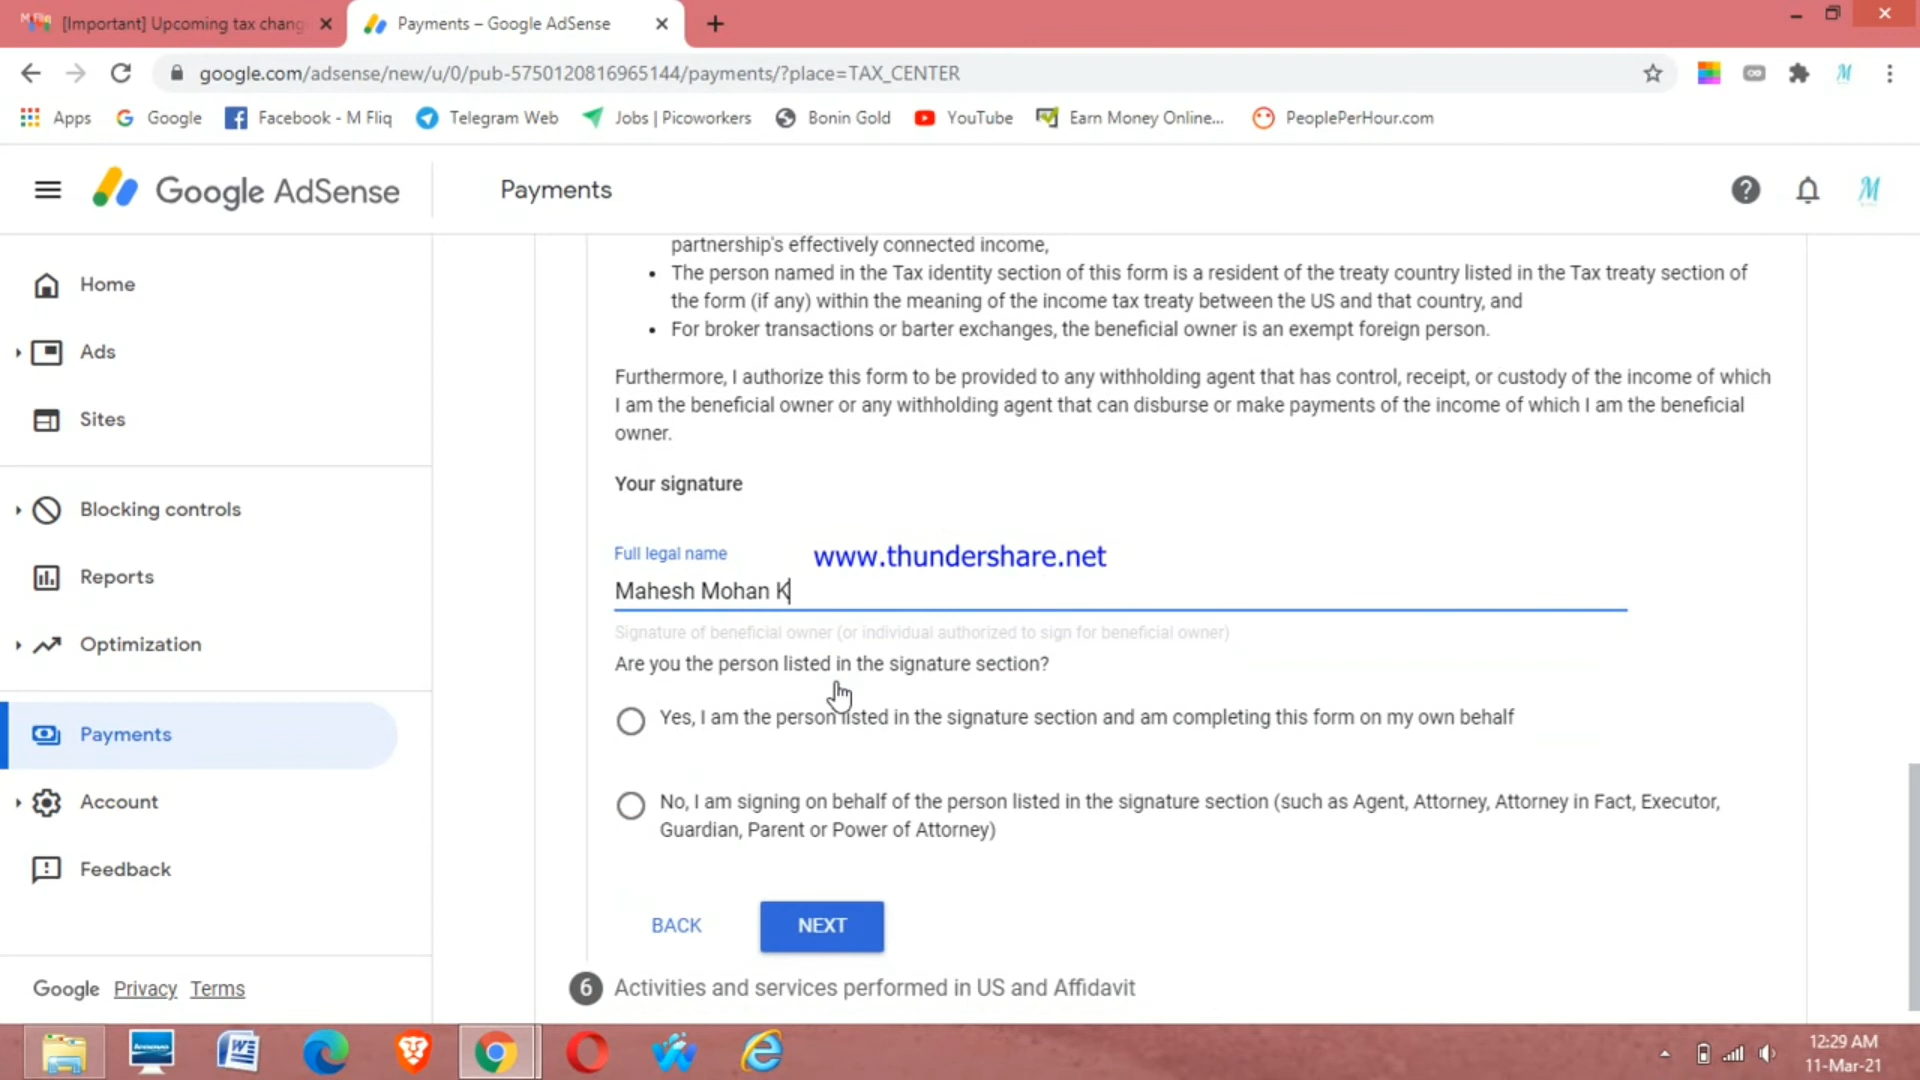 [Important] Upcoming tax chang
Payments – Google AdSense
google.com/adsense/new/u/0/pub-5750120816965144/payments/?place=TAX_CENTER
Apps
Google
Facebook - M Fliq
Telegram Web
Jobs | Picoworkers
Bonin Gold
YouTube
Earn Money Online...
PeoplePerHour.com
Google AdSense
Payments
M
Home
Ads
Sites
Blocking controls
Reports
Optimization
Payments
Account
Feedback
Google Privacy Terms
partnership's effectively connected income,
• The person named in the Tax identity section of this form is a resident of the treaty country listed in the Tax treaty section of
the form (if any) within the meaning of the income tax treaty between the US and that country, and
• For broker transactions or barter exchanges, the beneficial owner is an exempt foreign person.
Furthermore, I authorize this form to be provided to any withholding agent that has control, receipt, or custody of the income of which
I am the beneficial owner or any withholding agent that can disburse or make payments of the income of which I am the beneficial
owner.
Your signature
Full legal name
www.thundershare.net
Mahesh Mohan K
Signature of beneficial owner (or individual authorized to sign for beneficial owner)
Are you the person listed in the signature section?
Yes, I am the person listed in the signature section and am completing this form on my own behalf
No, I am signing on behalf of the person listed in the signature section (such as Agent, Attorney, Attorney in Fact, Executor,
Guardian, Parent or Power of Attorney)
BACK
NEXT
6 Activities and services performed in US and Affidavit
lenovo
12:29 AM
11-Mar-21